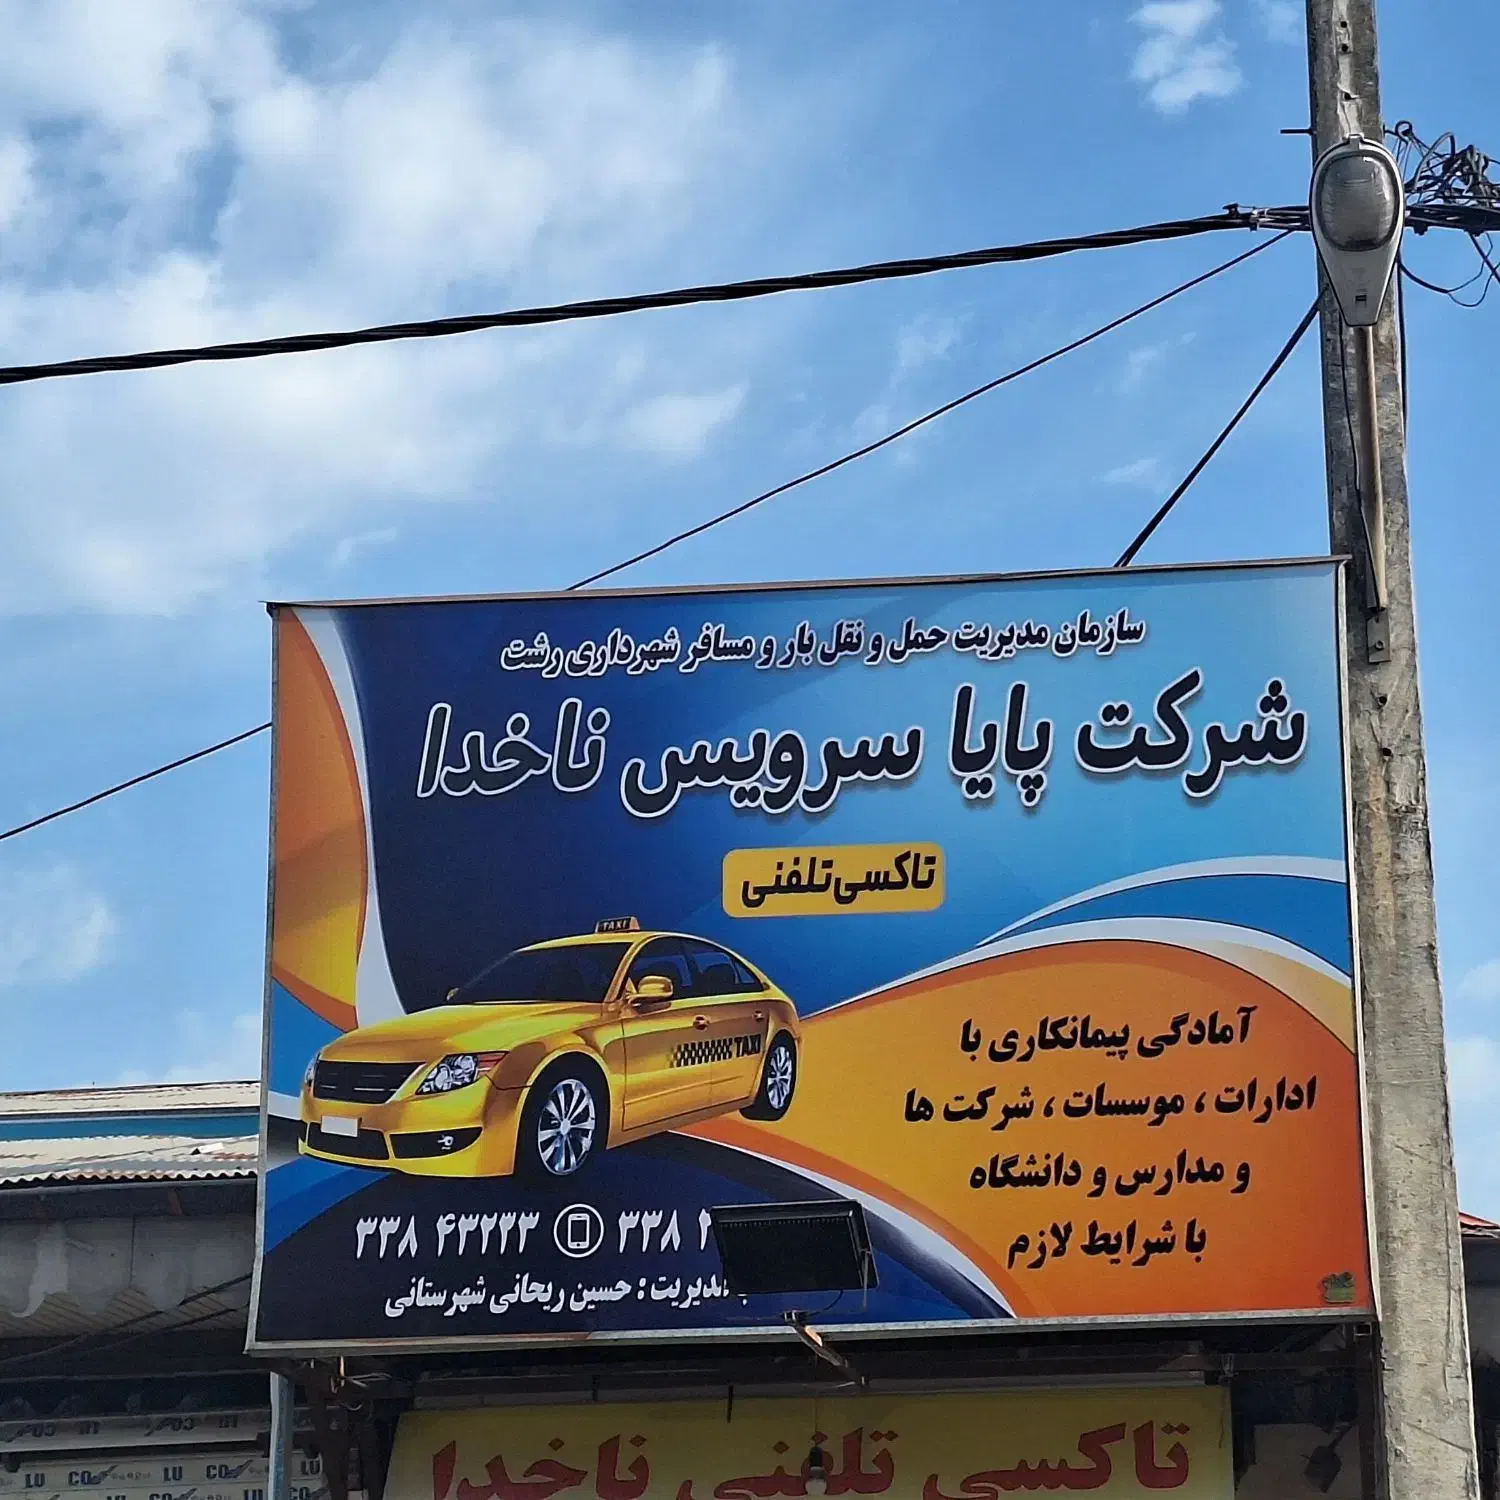 سازمان مدیریت حمل و نقل بار و مسافر شهرداری رشت
شرکت پایا سرویس ناخدا
تاکسی تلفنی
TAXI
TAXI
آمادگی پیمانکاری با
ادارات ، موسسات ، شرکت ها
و مدارس و دانشگاه
با شرایط لازم
۳۳۸ ۴۳۲۳۳ ۳۳۸
مدیریت : حسین ریحانی شهرستانی
تاکسی تلفنی ناخدا